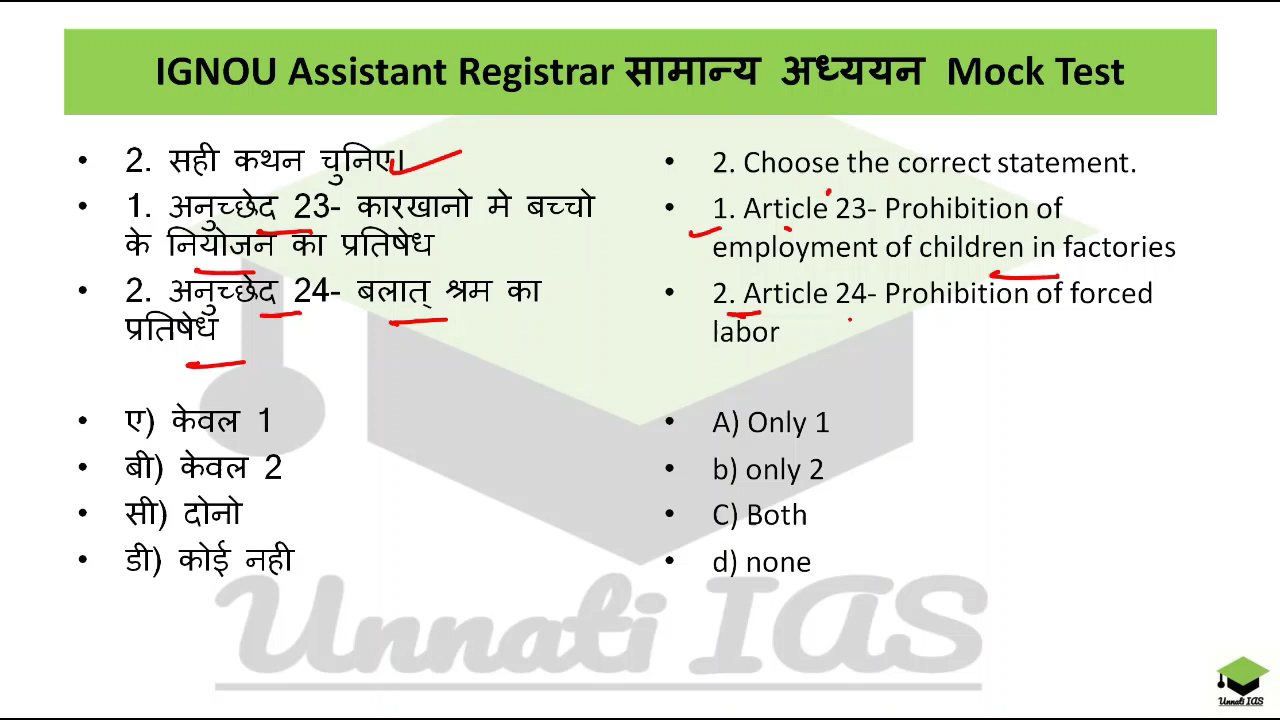 IGNOU Assistant Registrar सामान्य अध्ययन Mock Test
• 2. सही कथन चुनिए।
• 1. अनुच्छेद 23- कारखानो मे बच्चो
के नियोजन का प्रतिषेध
• 2. अनुच्छेद 24- बलात् श्रम का
प्रतिषेध
• ए) केवल 1
• बी) केवल 2
• सी) दोनो
• डी) कोई नही
• 2. Choose the correct statement.
• 1. Article 23- Prohibition of
employment of children in factories
• 2. Article 24- Prohibition of forced
labor
• A) Only 1
• b) only 2
• C) Both
• d) none
Unnati IAS
Unnati IAS